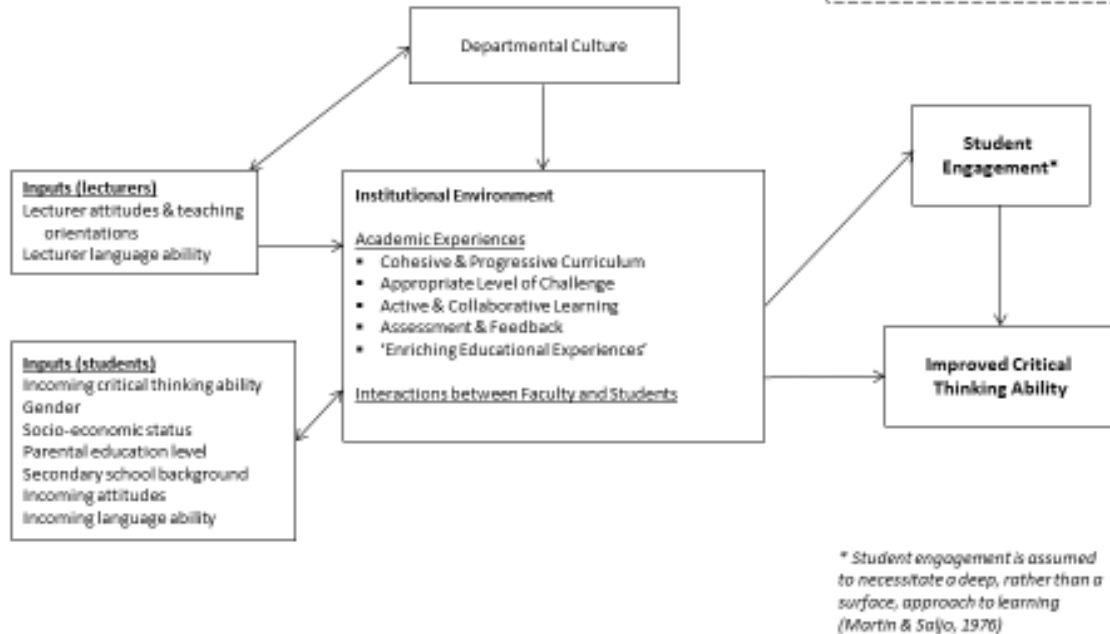 Departmental Culture
Inputs (lecturers)
Lecturer attitudes & teaching
orientations
Lecturer language ability
Inputs (students)
Incoming critical thinking ability
Gender
Socio-economic status
Parental education level
Secondary school background
Incoming attitudes
Incoming language ability
Institutional Environment
Academic Experiences
▪ Cohesive & Progressive Curriculum
▪ Appropriate Level of Challenge
▪ Active & Collaborative Learning
▪ Assessment & Feedback
▪ 'Enriching Educational Experiences'
Interactions between Faculty and Students
Student
Engagement*
Improved Critical
Thinking Ability
* Student engagement is assumed
to necessitate a deep, rather than a
surface, approach to learning
(Martin & Saljo, 1976)